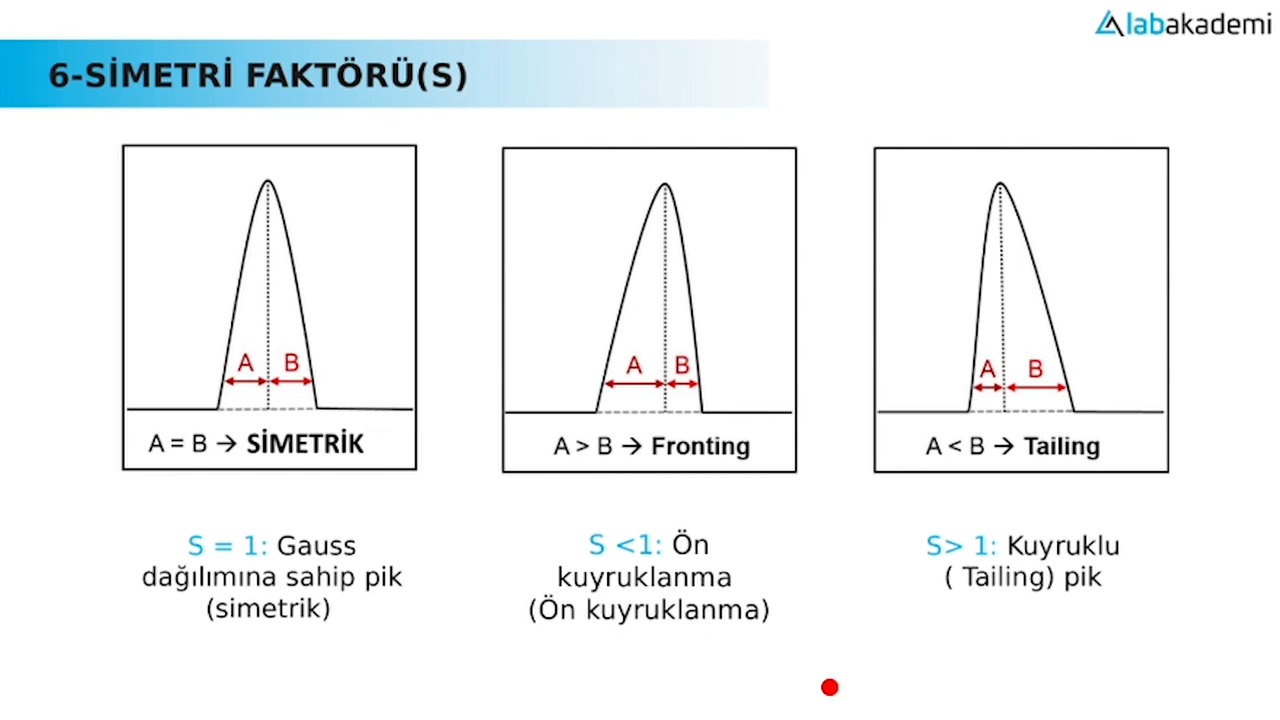 labakademi
6-SİMETRİ FAKTÖRÜ(S)
A B
A = B → SİMETRİK
A B
A > B → Fronting
A B
A < B → Tailing
S = 1: Gauss
dağılımına sahip pik
(simetrik)
S <1: Ön
kuyruklanma
(Ön kuyruklanma)
S> 1: Kuyruklu
( Tailing) pik